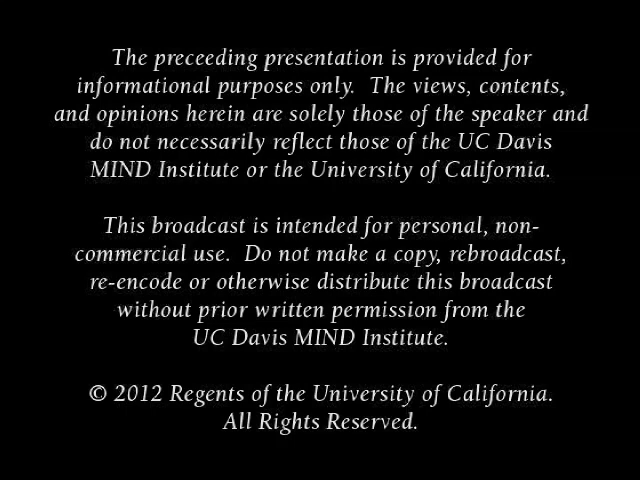 The preceeding presentation is provided for
informational purposes only.  The views, contents,
and opinions herein are solely those of the speaker and
do not necessarily reflect those of the UC Davis
MIND Institute or the University of California.
This broadcast is intended for personal, non-
commercial use.  Do not make a copy, rebroadcast,
re-encode or otherwise distribute this broadcast
without prior written permission from the
UC Davis MIND Institute.
© 2012 Regents of the University of California.
All Rights Reserved.